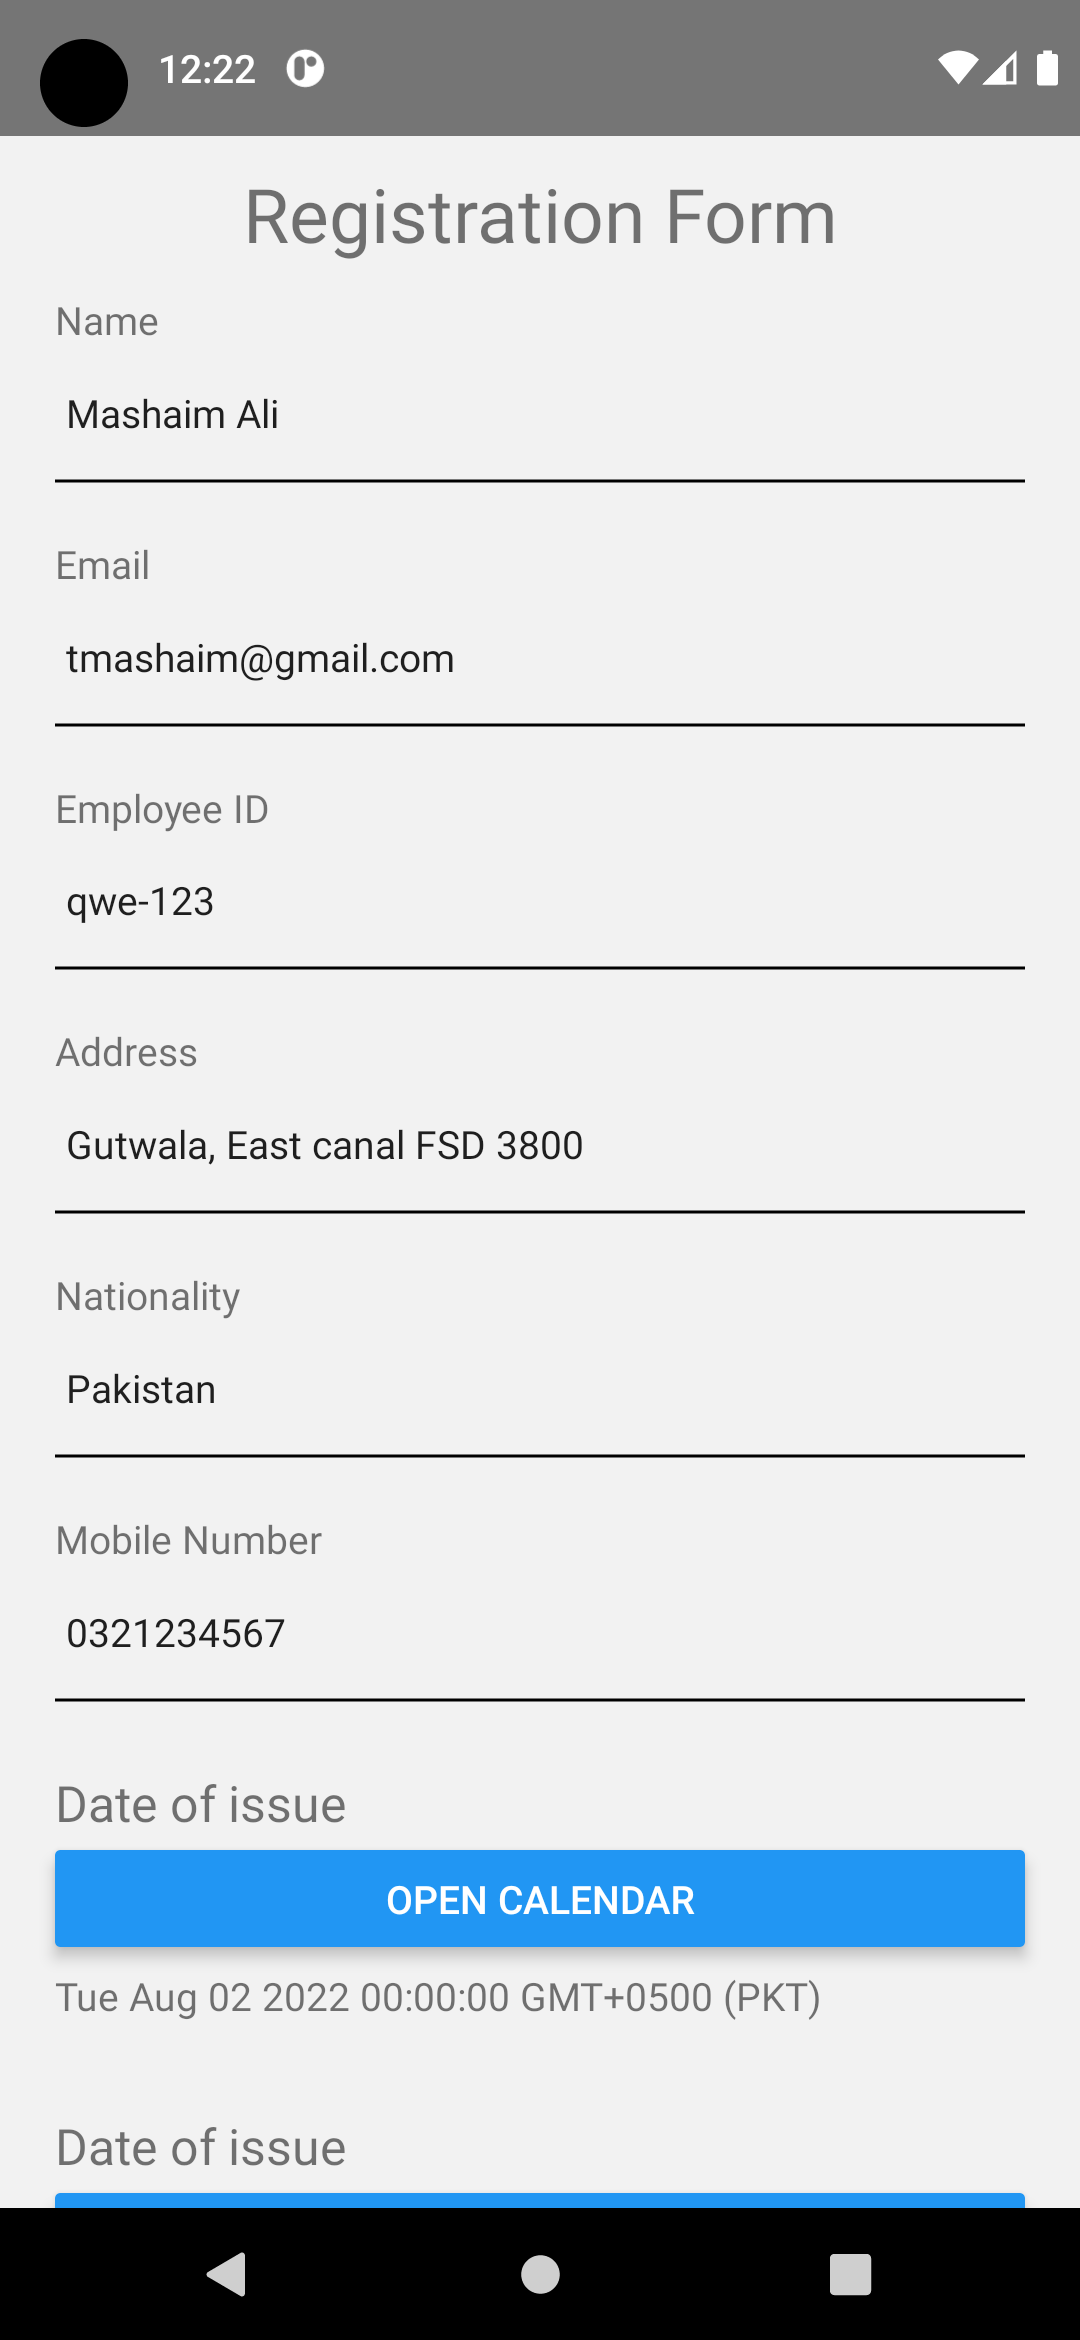 12:22
Registration Form
Name
Mashaim Ali
Email
tmashaim@gmail.com
Employee ID
qwe-123
Address
Gutwala, East canal FSD 3800
Nationality
Pakistan
Mobile Number
0321234567
Date of issue
OPEN CALENDAR
Tue Aug 02 2022 00:00:00 GMT+0500 (PKT)
Date of issue